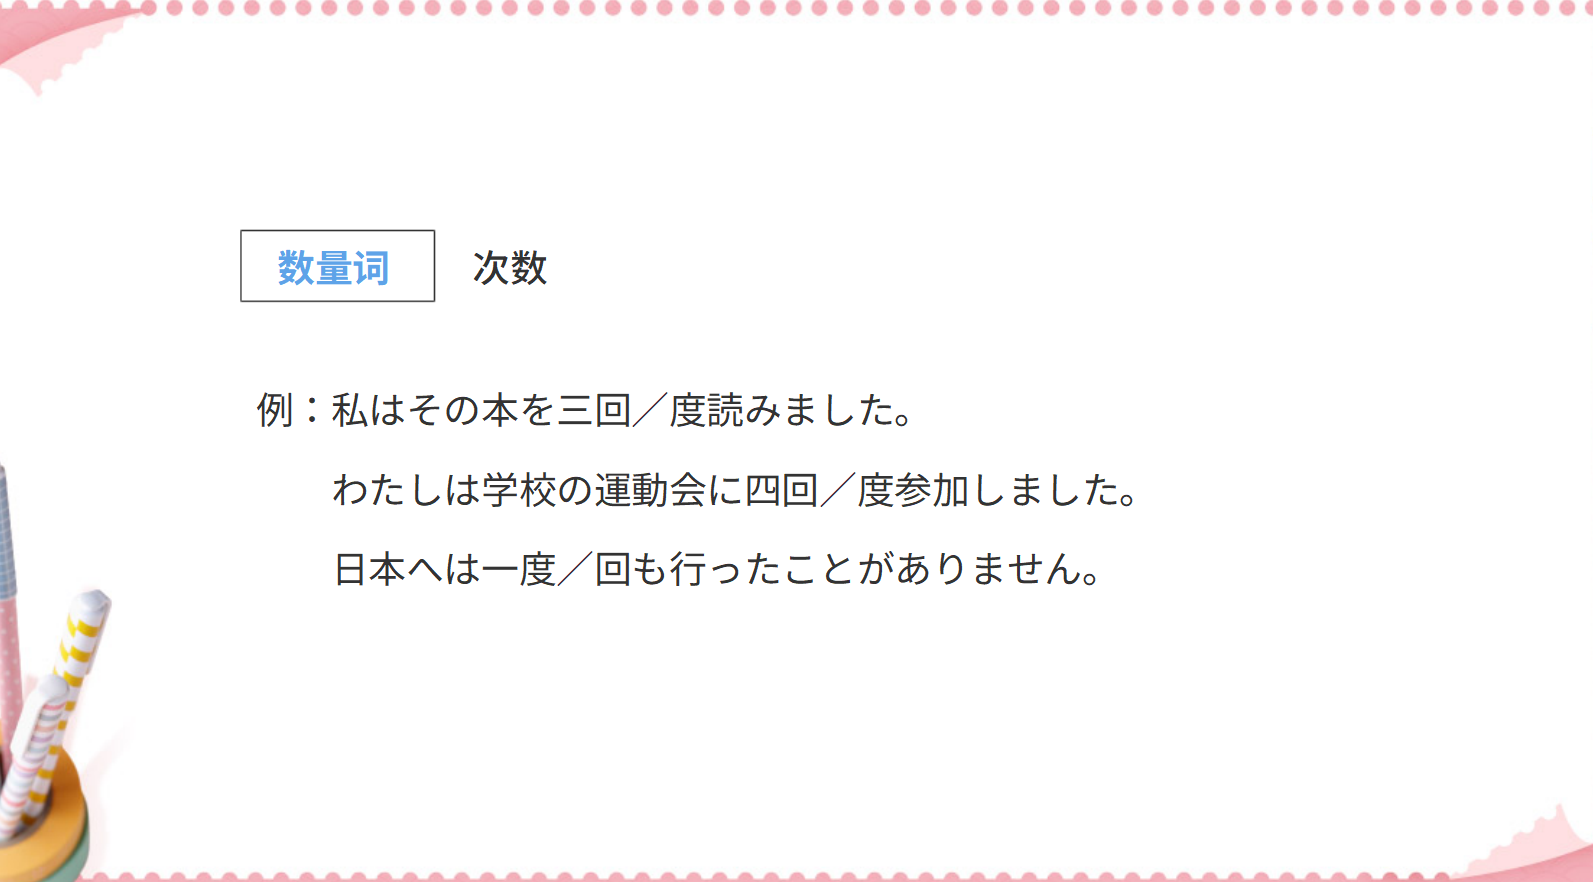 数量词 次数
例：私はその本を三回／度読みました。
わたしは学校の運動会に四回／度参加しました。
日本へは一度／回も行ったことがありません。